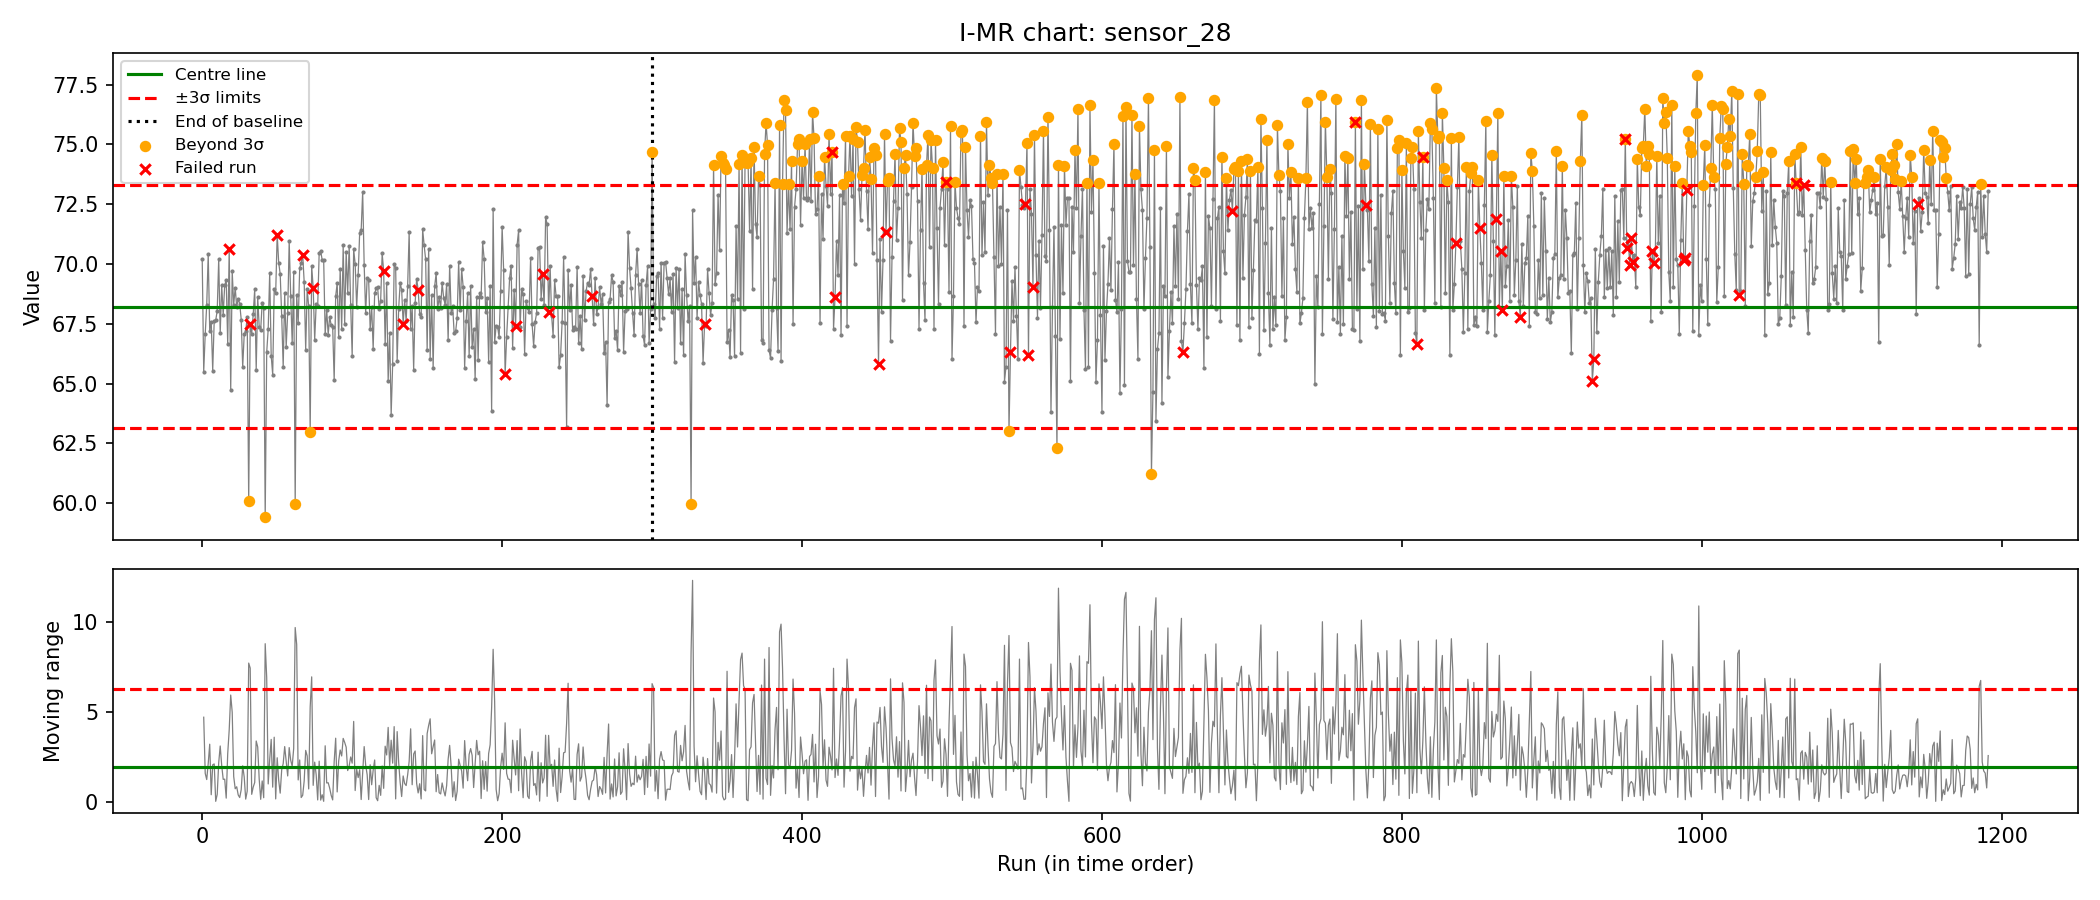 I-MR chart: sensor_28
Centre line
±3σ limits
End of baseline
Beyond 3σ
Failed run
77.5
75.0
72.5
70.0
67.5
65.0
62.5
60.0
Value
10
5
0
Moving range
0 200 400 600 800 1000 1200
Run (in time order)